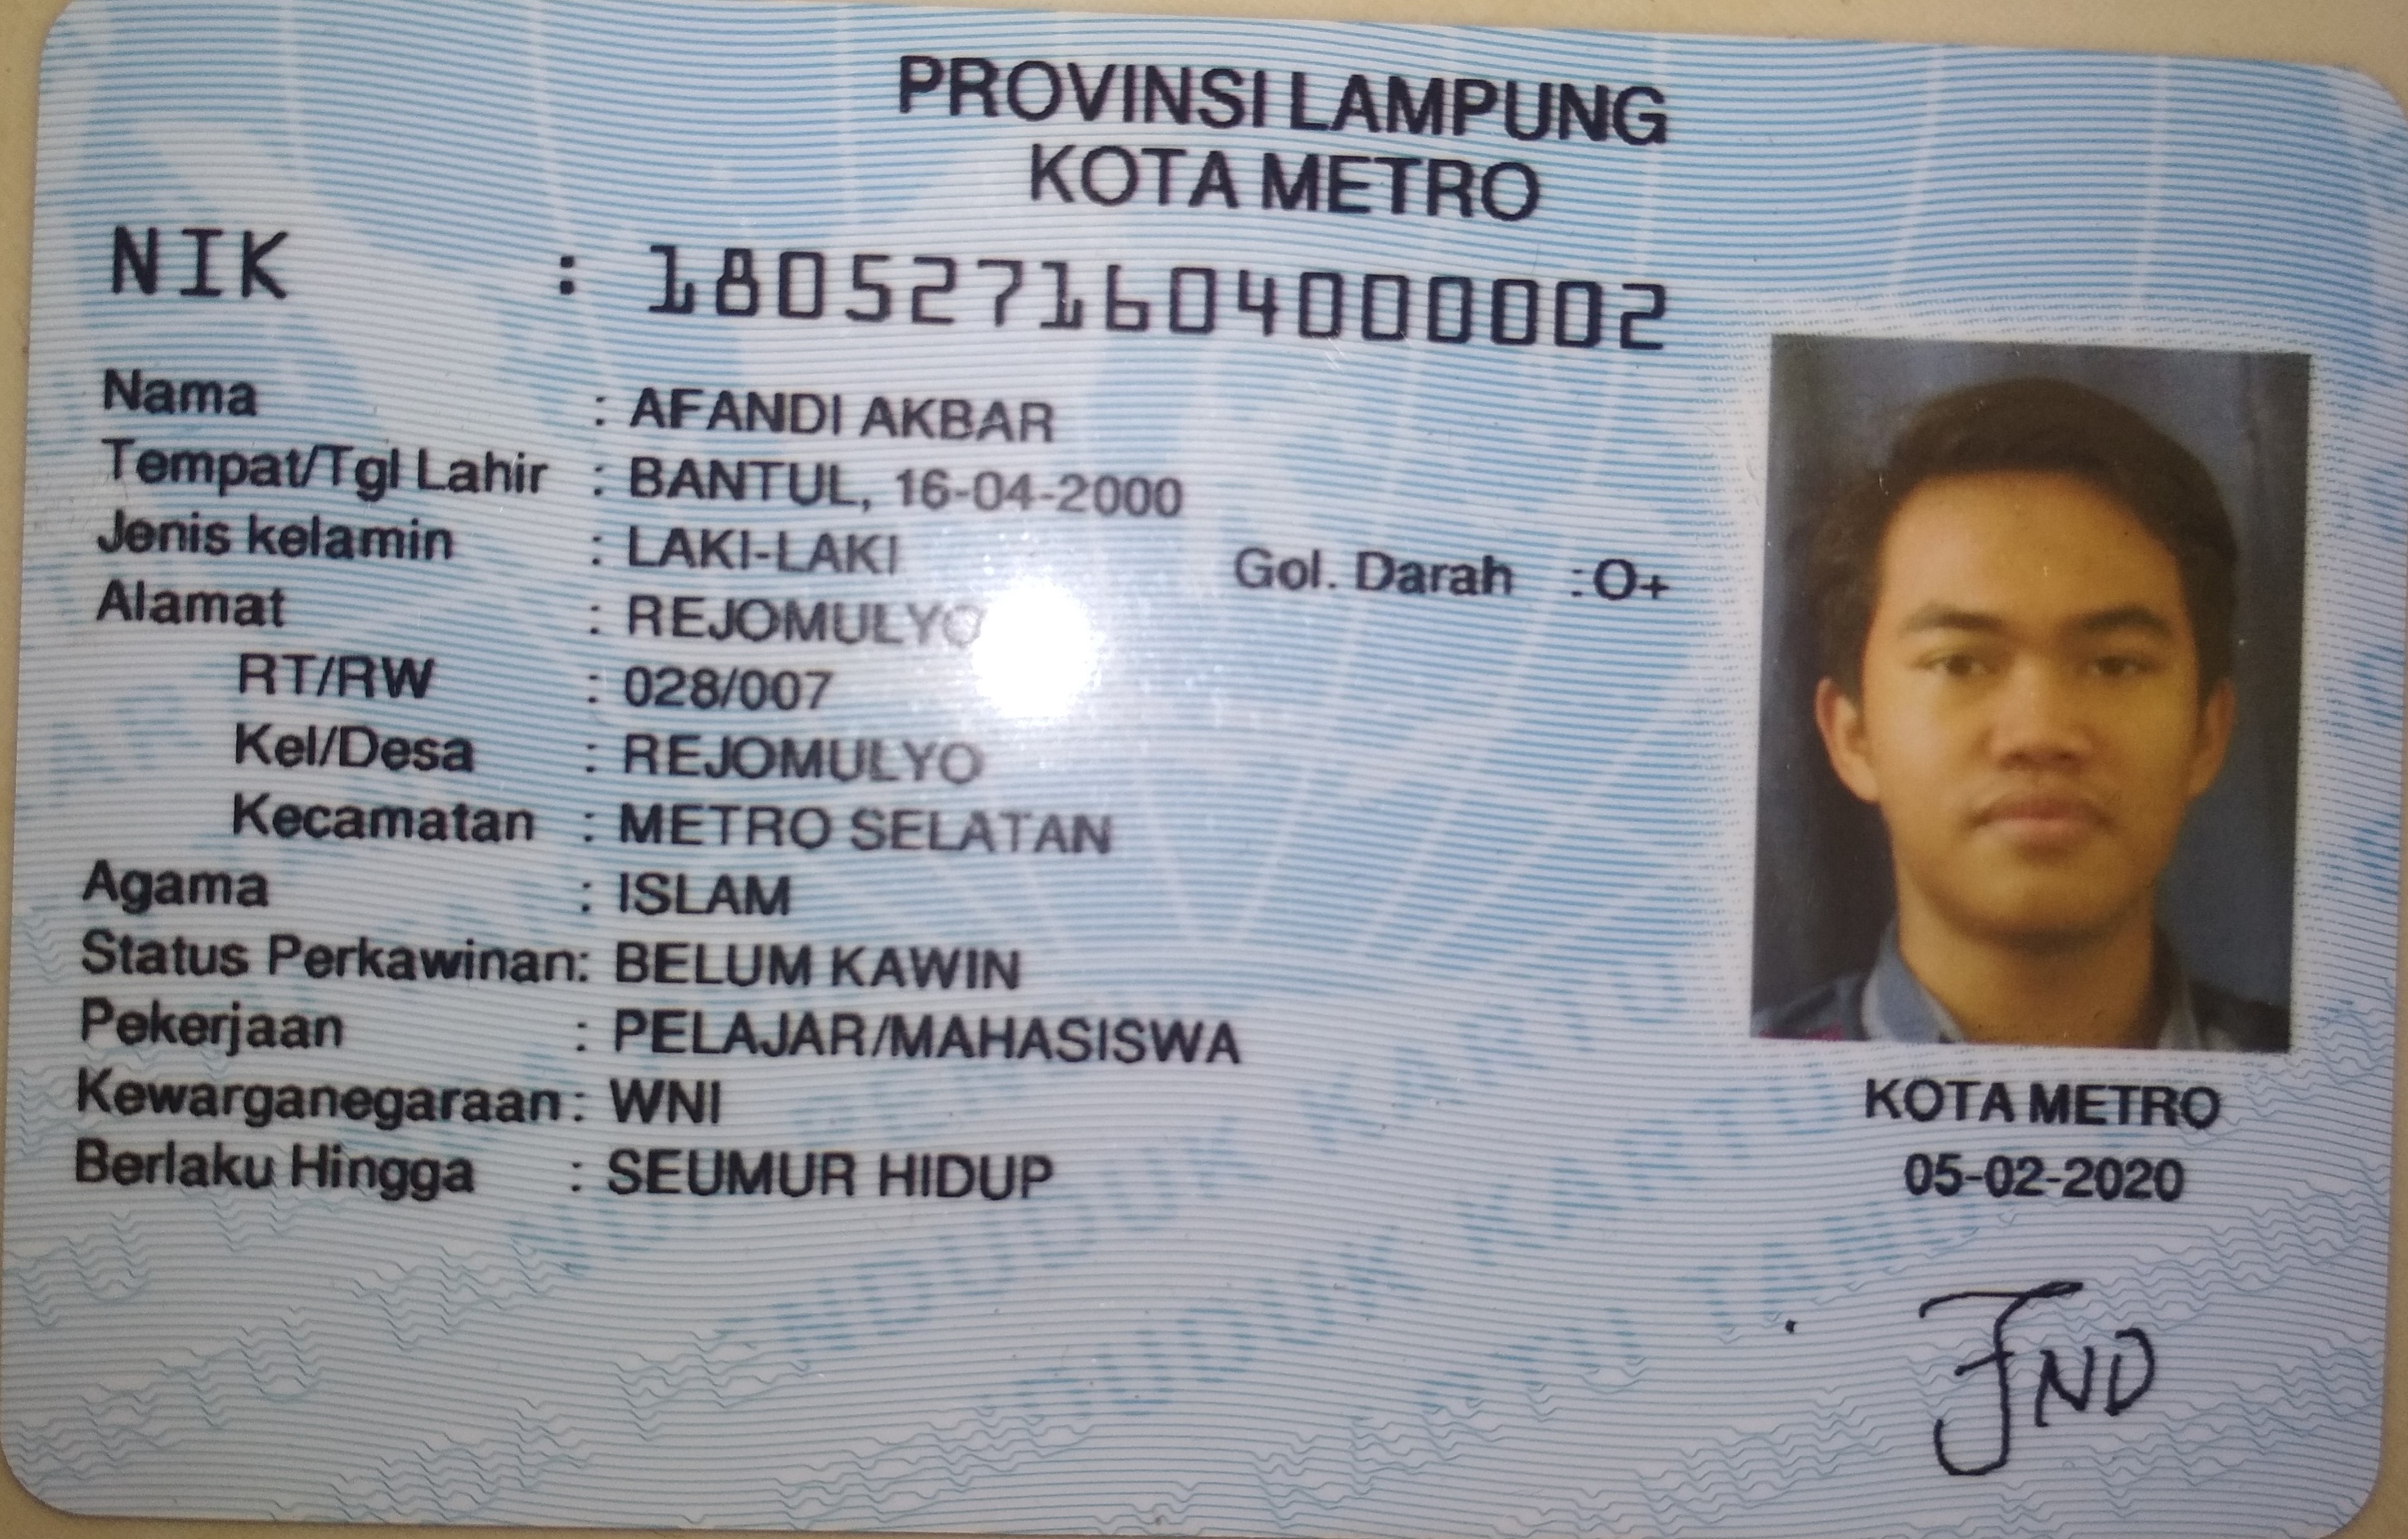 PROVINSI LAMPUNG
KOTA METRO
NIK : 1805271604000002
Nama : AFANDI AKBAR
Tempat/Tgl Lahir : BANTUL, 16-04-2000
Jenis kelamin : LAKI-LAKI Gol. Darah : O+
Alamat : REJOMULYO
RT/RW : 028/007
Kel/Desa : REJOMULYO
Kecamatan : METRO SELATAN
Agama : ISLAM
Status Perkawinan: BELUM KAWIN
Pekerjaan : PELAJAR/MAHASISWA
Kewarganegaraan: WNI
Berlaku Hingga : SEUMUR HIDUP
KOTA METRO
05-02-2020